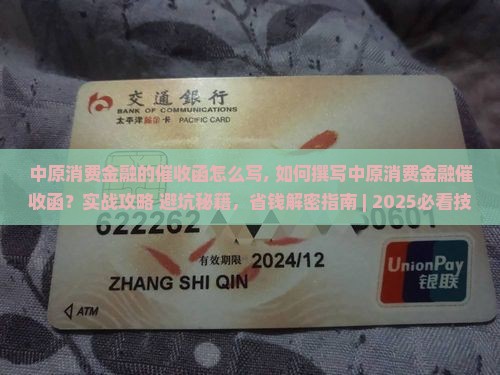 交通銀行
BANK OF COMMUNICATIONS
太平洋 卡 PACIFIC CARD
中原消费金融的催收函怎么写, 如何撰写中原消费金融催
收函？实战攻略 避坑秘籍，省钱解密指南 | 2025必看技
622262
有效期限 2024/12
ZHANG SHI QIN
ATM
UnionPay
银联